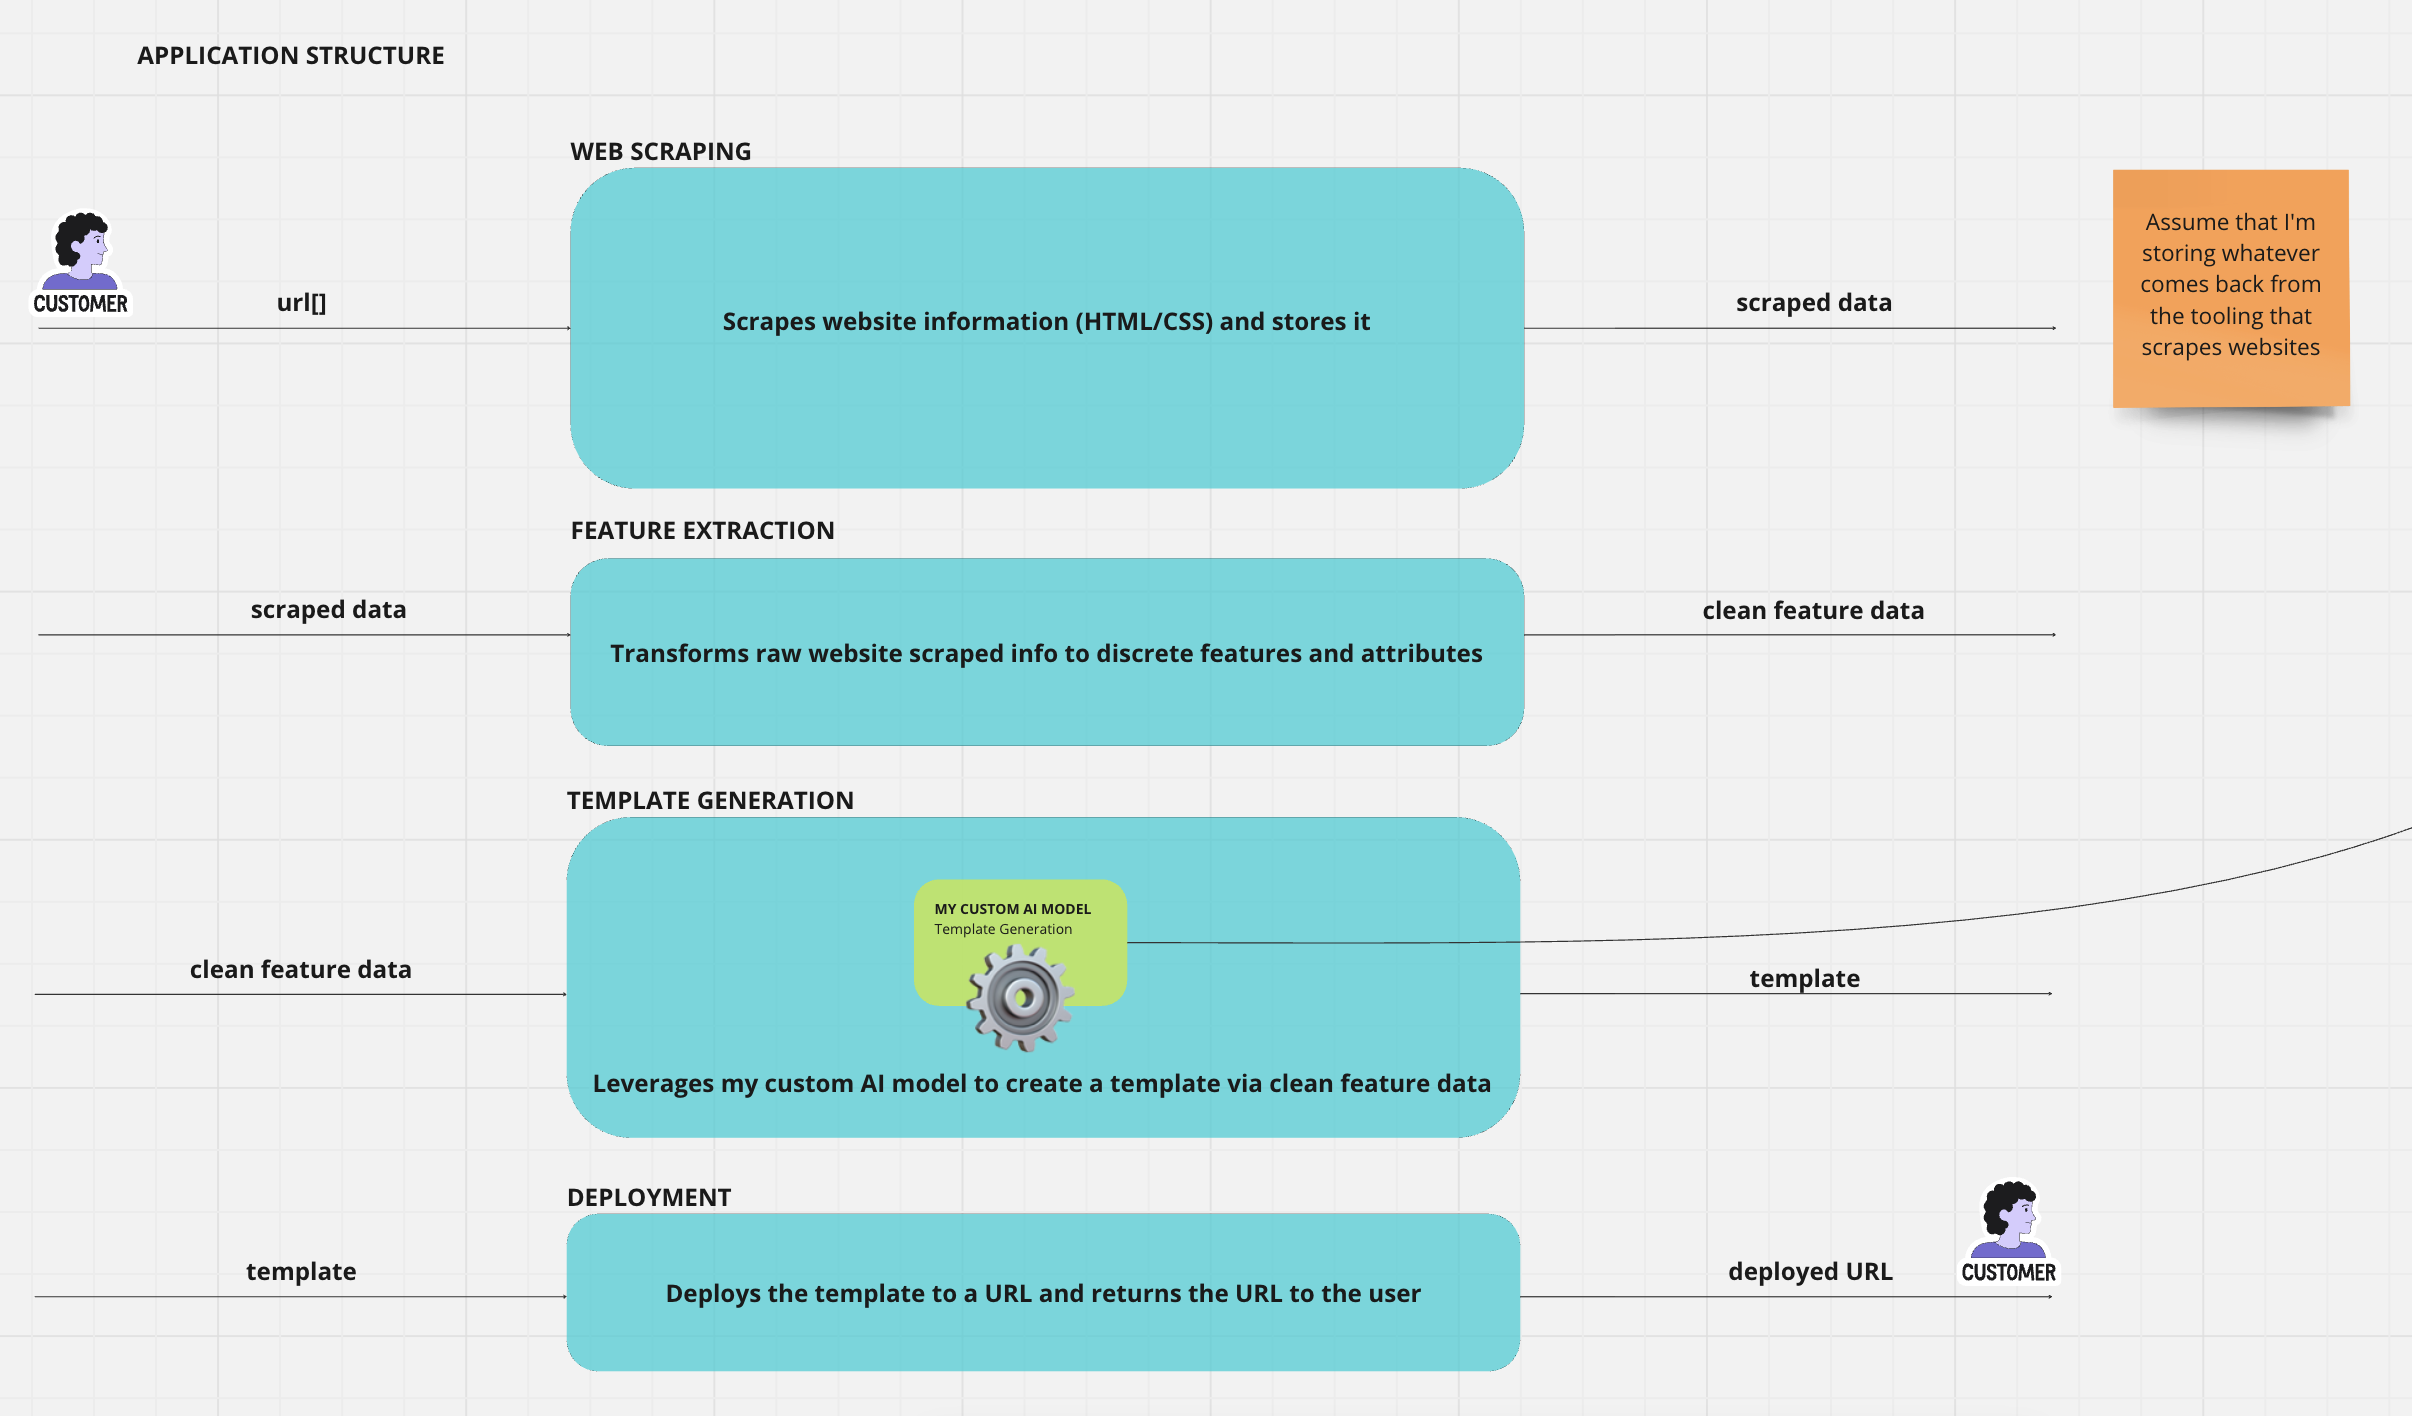 APPLICATION STRUCTURE
WEB SCRAPING
CUSTOMER
url[]
Scrapes website information (HTML/CSS) and stores it
scraped data
Assume that I'm
storing whatever
comes back from
the tooling that
scrapes websites
FEATURE EXTRACTION
scraped data
Transforms raw website scraped info to discrete features and attributes
clean feature data
TEMPLATE GENERATION
MY CUSTOM AI MODEL
Template Generation
clean feature data
template
Leverages my custom AI model to create a template via clean feature data
DEPLOYMENT
template
Deploys the template to a URL and returns the URL to the user
deployed URL
CUSTOMER